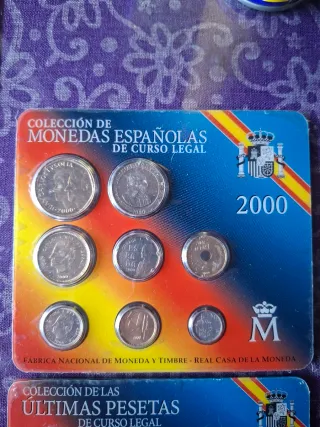 COLECCIÓN DE
MONEDAS ESPAÑOLAS
DE CURSO LEGAL
2000
M
FÁBRICA NACIONAL DE MONEDA Y TIMBRE - REAL CASA DE LA MONEDA
COLECCIÓN DE LAS
ÚLTIMAS PESETAS
DE CURSO LEGAL